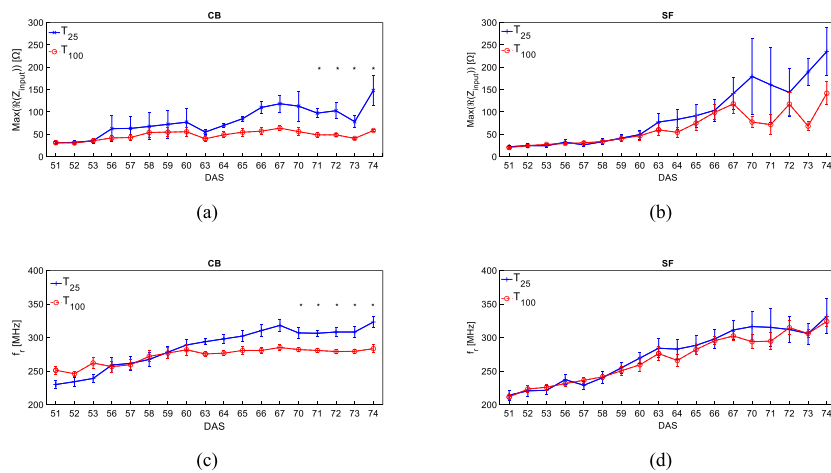 CB
Max(ℜ(Z_input)) [Ω]
300
250
200
150
100
50
0
T_25
T_100
* * * *
51 52 53 56 57 58 59 60 63 64 65 66 67 70 71 72 73 74
DAS
(a)
SF
Max(ℜ(Z_input)) [Ω]
300
250
200
150
100
50
0
T_25
T_100
51 52 53 56 57 58 59 60 63 64 65 66 67 70 71 72 73 74
DAS
(b)
CB
f_r [MHz]
400
350
300
250
200
T_25
T_100
* * * * *
51 52 53 56 57 58 59 60 63 64 65 66 67 70 71 72 73 74
DAS
(c)
SF
f_r [MHz]
400
350
300
250
200
T_25
T_100
51 52 53 56 57 58 59 60 63 64 65 66 67 70 71 72 73 74
DAS
(d)